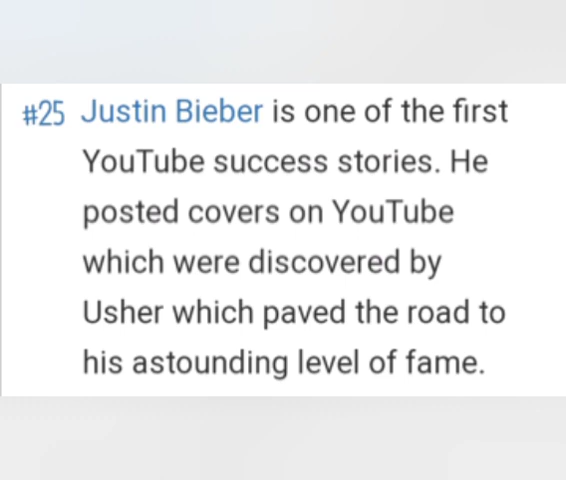 #25 Justin Bieber is one of the first
YouTube success stories. He
posted covers on YouTube
which were discovered by
Usher which paved the road to
his astounding level of fame.